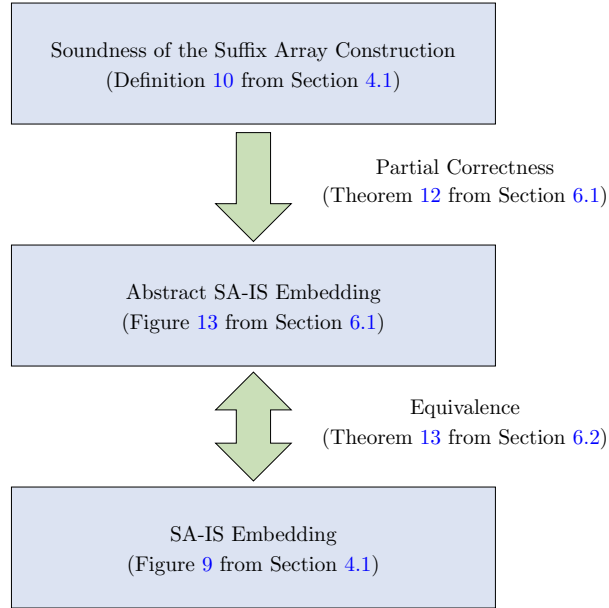 Soundness of the Suffix Array Construction
(Definition 10 from Section 4.1)
Partial Correctness
(Theorem 12 from Section 6.1)
Abstract SA-IS Embedding
(Figure 13 from Section 6.1)
Equivalence
(Theorem 13 from Section 6.2)
SA-IS Embedding
(Figure 9 from Section 4.1)